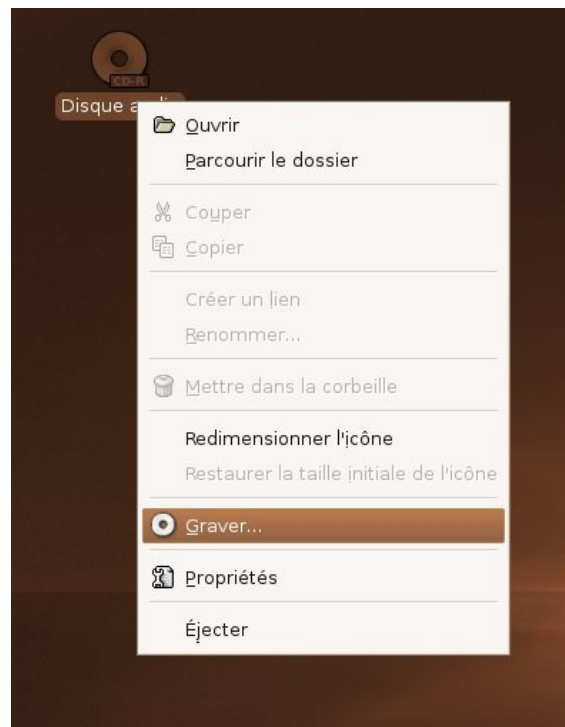 CD-R
Disque a
Ouvrir
Parcourir le dossier
Couper
Copier
Créer un lien
Renommer...
Mettre dans la corbeille
Redimensionner l'icône
Restaurer la taille initiale de l'icône
Graver...
Propriétés
Éjecter